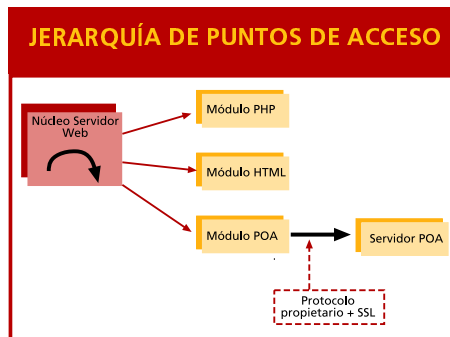 JERARQUÍA DE PUNTOS DE ACCESO
Núcleo Servidor
Web
Módulo PHP
Módulo HTML
Módulo POA
Servidor POA
Protocolo
propietario + SSL